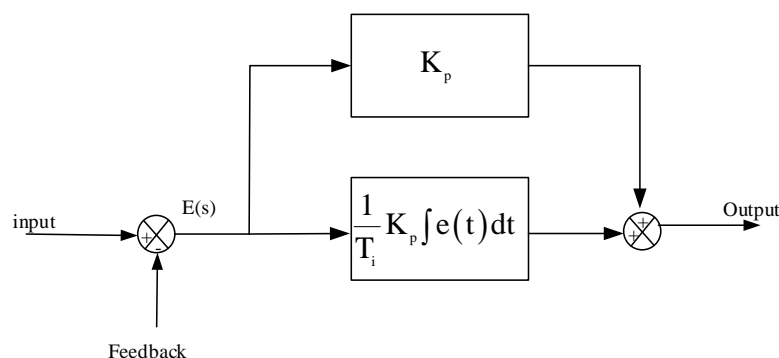 K_p
E(s)
input
+
-
1/T_i K_p ∫e(t)dt
+
+
Output
Feedback